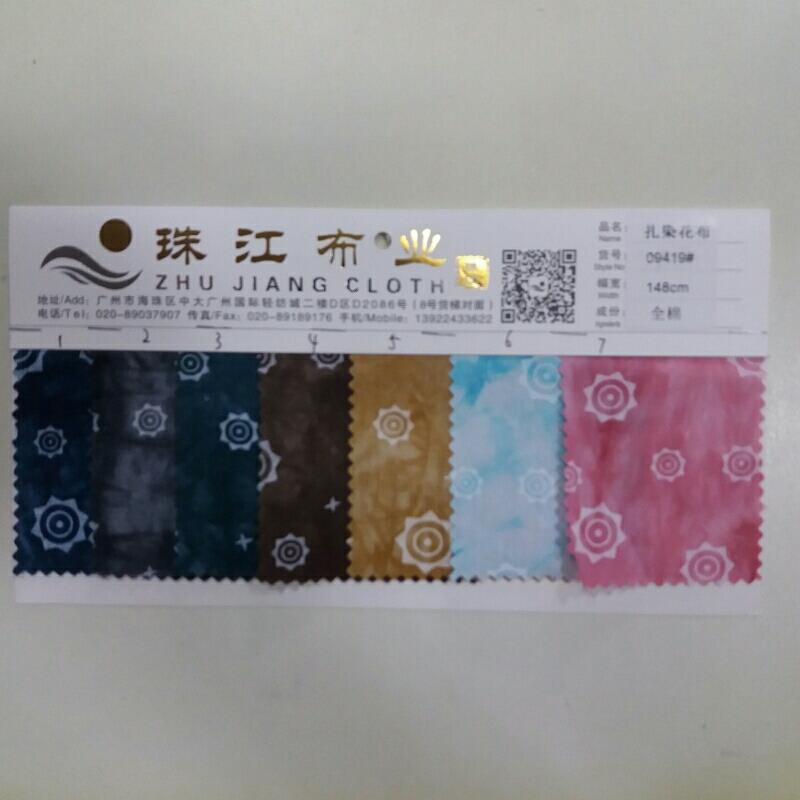 珠江布业
ZHU JIANG CLOTH
地址/Add: 广州市海珠区中大广州国际轻纺城二楼D区D2086号(8号货梯对面)
电话/Tel: 020-89037907 传真/Fax: 020-89189176 手机/Mobile: 13922433622
品名: 扎染花布
Name
货号: 09419#
Style No
幅宽: 148cm
Width
成份: 全棉
1 2 3 4 5 6 7